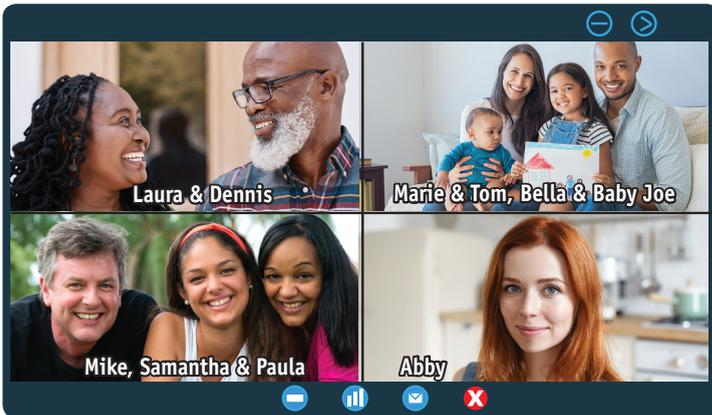 Laura & Dennis
Marie & Tom, Bella & Baby Joe
Mike, Samantha & Paula
Abby